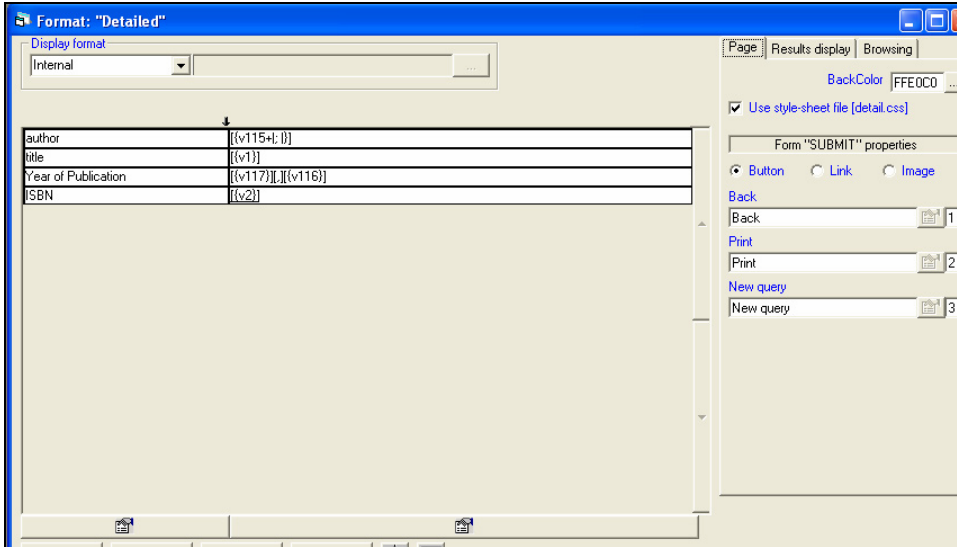 Format: "Detailed"
Display format
Internal
...
author [{v115+|; |}]
title [{v1}]
Year of Publication [{v117}][,][{v116}]
ISBN [{v2}]
Page Results display Browsing
BackColor FFE0C0 ...
Use style-sheet file [detail.css]
Form "SUBMIT" properties
Button Link Image
Back
Back 1
Print
Print 2
New query
New query 3